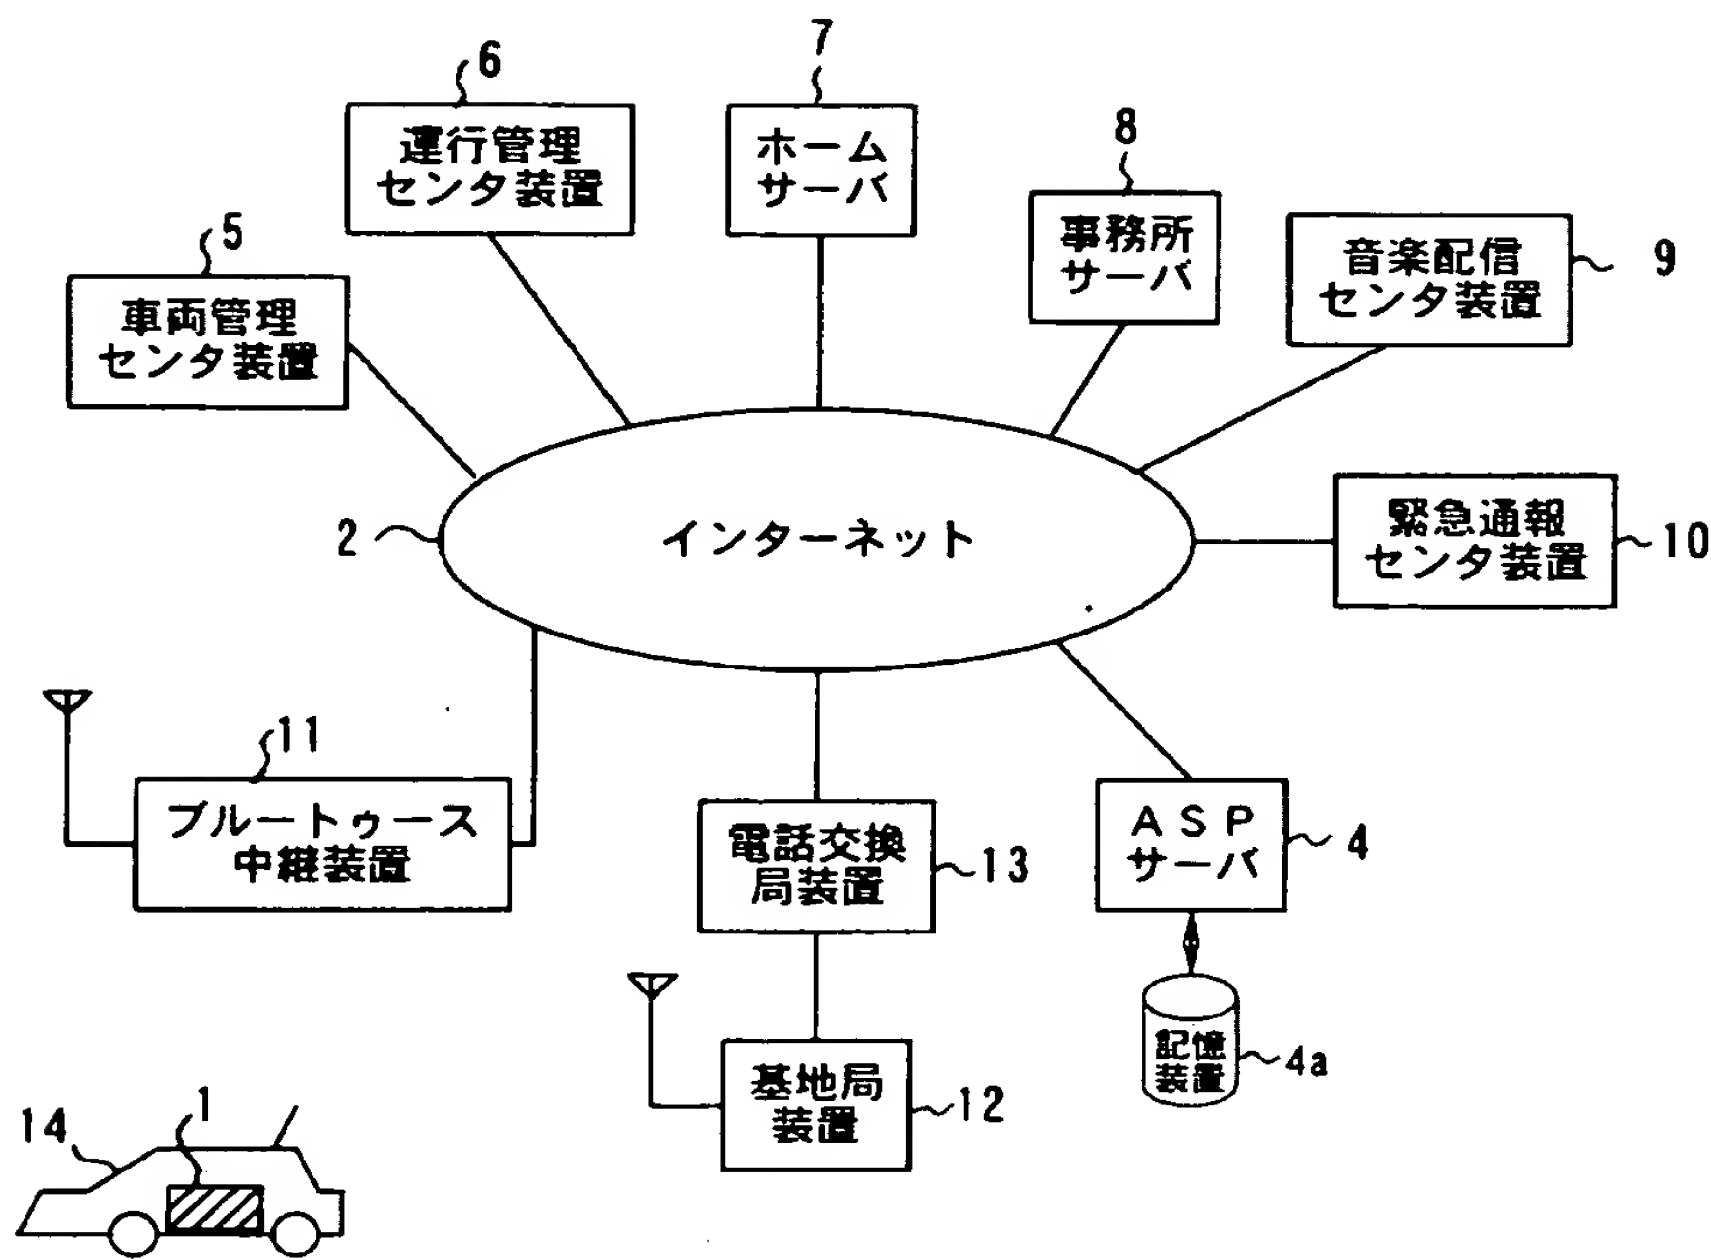 7
6
運行管理
センタ装置
ホーム
サーバ
8
事務所
サーバ
5
車両管理
センタ装置
音楽配信
センタ装置
9
2
インターネット
緊急通報
センタ装置
10
11
ブルートゥース
中継装置
電話交換
局装置
13
ASP
サーバ
4
記憶
装置
4a
基地局
装置
12
14
1